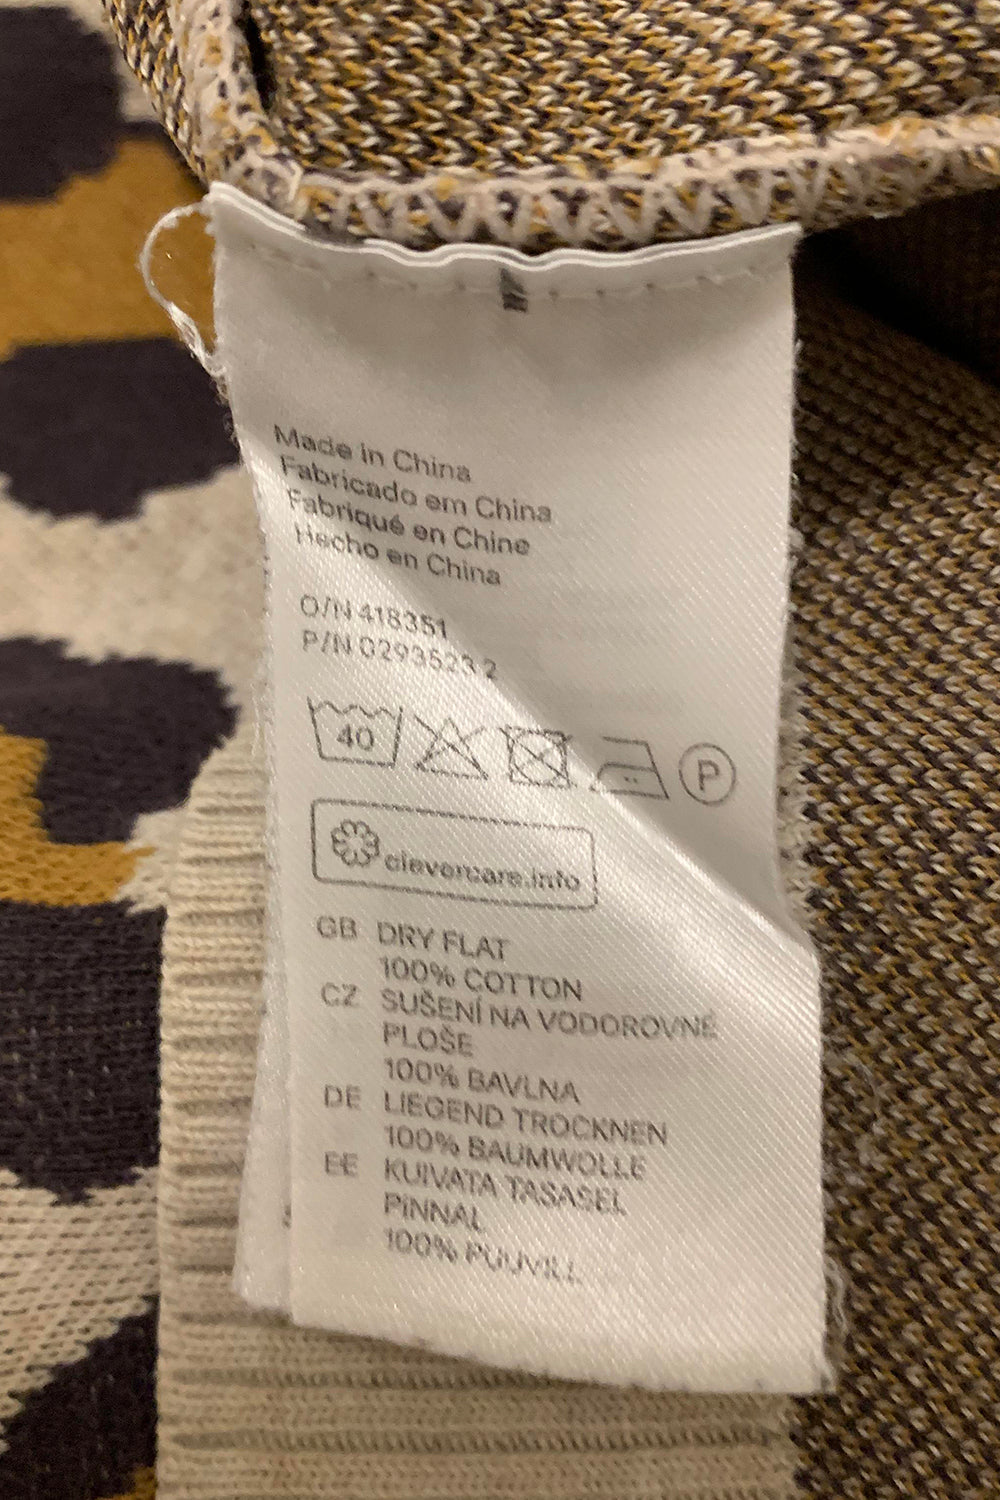 Made in China
Fabricado em China
Fabriqué en Chine
Hecho en China
O/N 418351
P/N 0293523 2
40
P
clevercare.info
GB DRY FLAT
100% COTTON
CZ SUŠENÍ NA VODOROVNÉ
PLOŠE
100% BAVLNA
DE LIEGEND TROCKNEN
100% BAUMWOLLE
EE KUIVATA TASASEL
PINNAL
100% PUUVILL